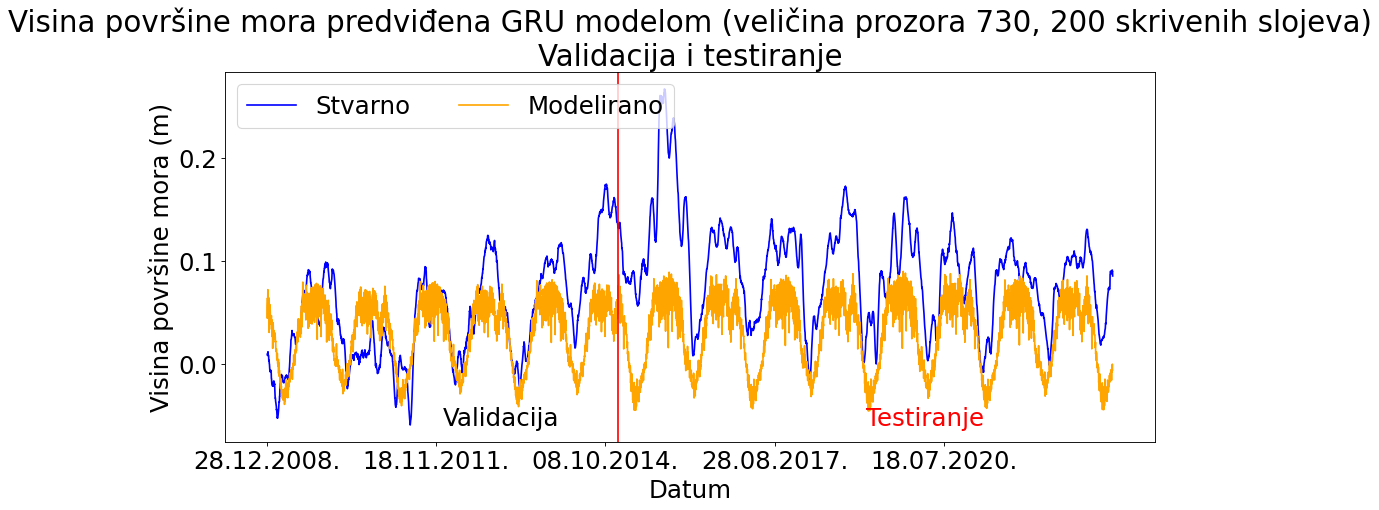 Visina površine mora predviđena GRU modelom (veličina prozora 730, 200 skrivenih slojeva)
Validacija i testiranje
Stvarno
Modelirano
Visina površine mora (m)
0.2
0.1
0.0
Validacija
Testiranje
28.12.2008.
18.11.2011.
08.10.2014.
28.08.2017.
18.07.2020.
Datum